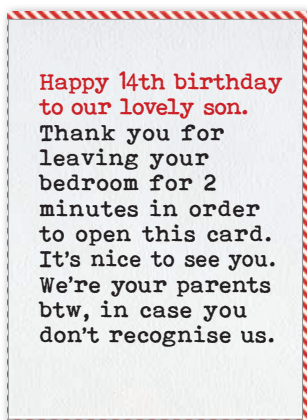 Happy 14th birthday
to our lovely son.
Thank you for
leaving your
bedroom for 2
minutes in order
to open this card.
It's nice to see you.
We're your parents
btw, in case you
don't recognise us.